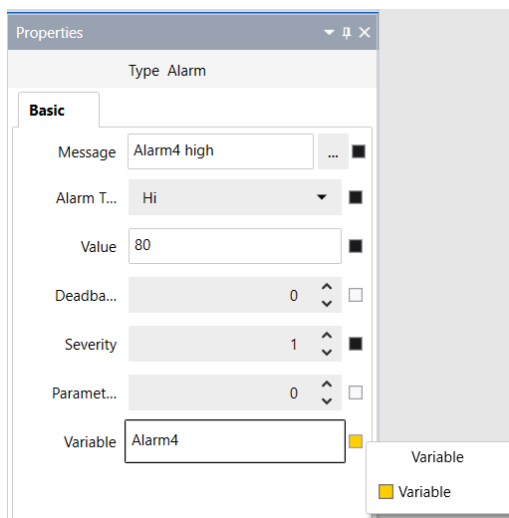 Properties
Type Alarm
Basic
Message Alarm4 high ...
Alarm T... Hi
Value 80
Deadba... 0
Severity 1
Paramet... 0
Variable Alarm4
Variable
Variable